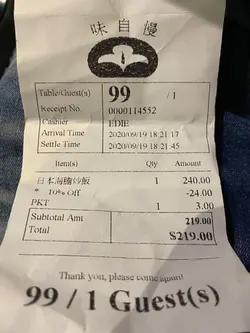 味自慢
Table/Guest(s) 99 / 1
Receipt No. 0000114552
Cashier EDIE
Arrival Time 2020/09/19 18 21:17
Settle Time 2020/09/19 18 21:45
Item(s) Qty Amount
日本海膽炒飯 1 240.00
* 10% Off -24.00
PKT 1 3.00
Subtotal Amt 219.00
Total $219.00
Thank you, please come again!
99 / 1 Guest(s)